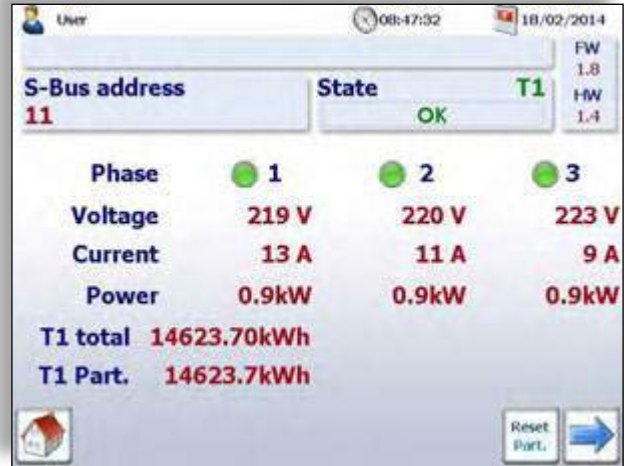 User 08:47:32 18/02/2014
FW
1.8
HW
1.4
S-Bus address
11
State T1
OK
Phase 1 2 3
Voltage 219 V 220 V 223 V
Current 13 A 11 A 9 A
Power 0.9kW 0.9kW 0.9kW
T1 total 14623.70kWh
T1 Part. 14623.7kWh
Reset
Part.